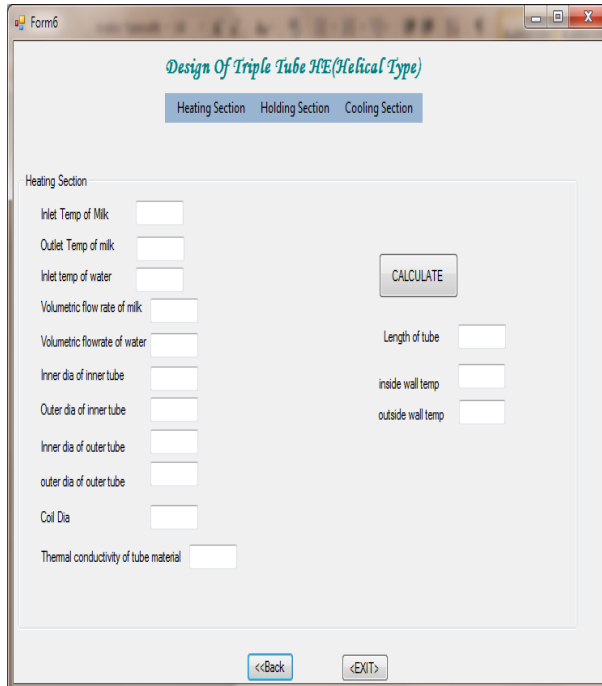 Form6
Design Of Triple Tube HE(Helical Type)
Heating Section Holding Section Cooling Section
Heating Section
Inlet Temp of Milk
Outlet Temp of milk
Inlet temp of water
CALCULATE
Volumetric flow rate of milk
Volumetric flowrate of water
Length of tube
Inner dia of inner tube
inside wall temp
Outer dia of inner tube
outside wall temp
Inner dia of outer tube
outer dia of outer tube
Coil Dia
Thermal conductivity of tube material
<<Back
<EXIT>